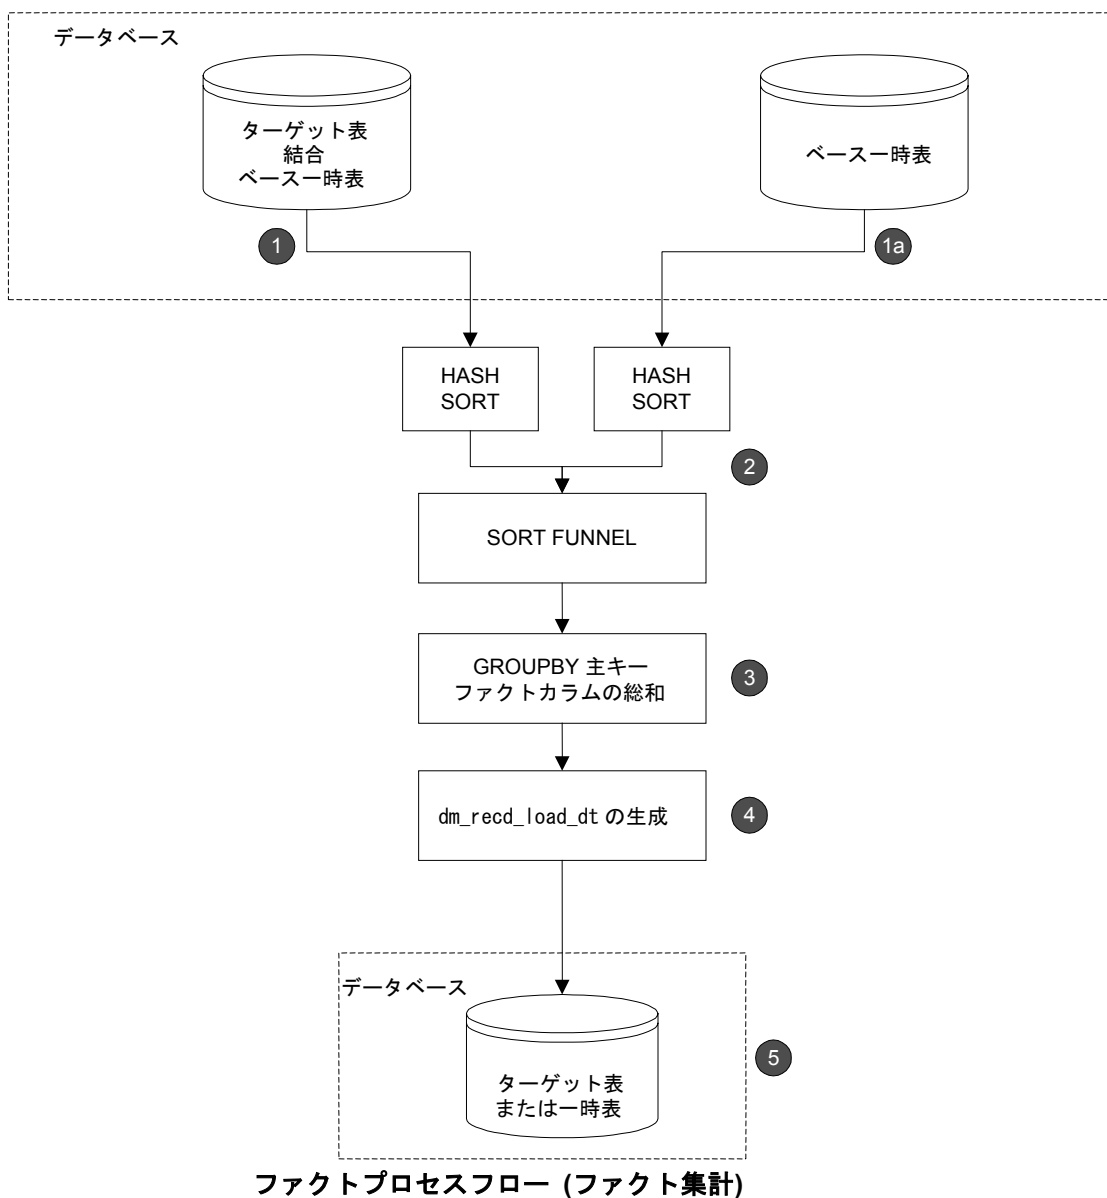 データベース
ターゲット表
結合
ベース一時表
ベース一時表
1
1a
HASH
SORT
HASH
SORT
2
SORT FUNNEL
GROUPBY 主キー
ファクトカラムの総和
3
dm_recd_load_dt の生成
4
データベース
ターゲット表
または一時表
5
ファクトプロセスフロー (ファクト集計)